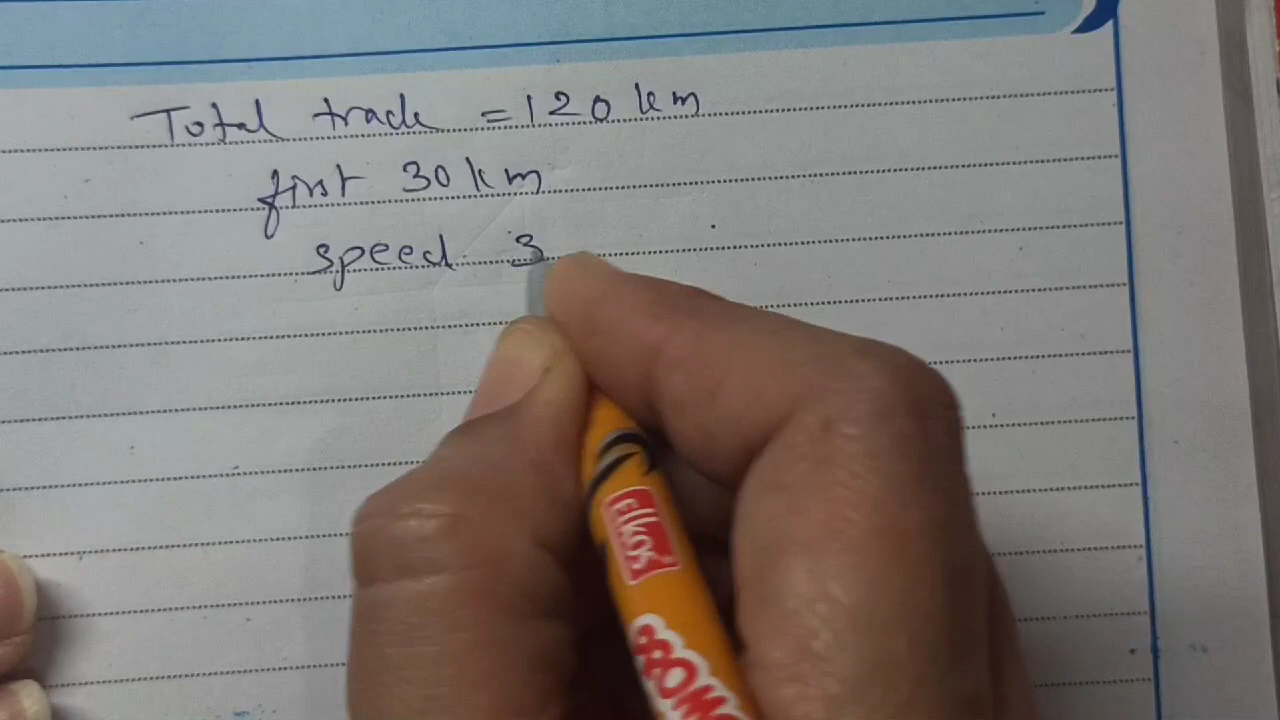 Total track = 120 km
first 30 km
speed 3
Elkos